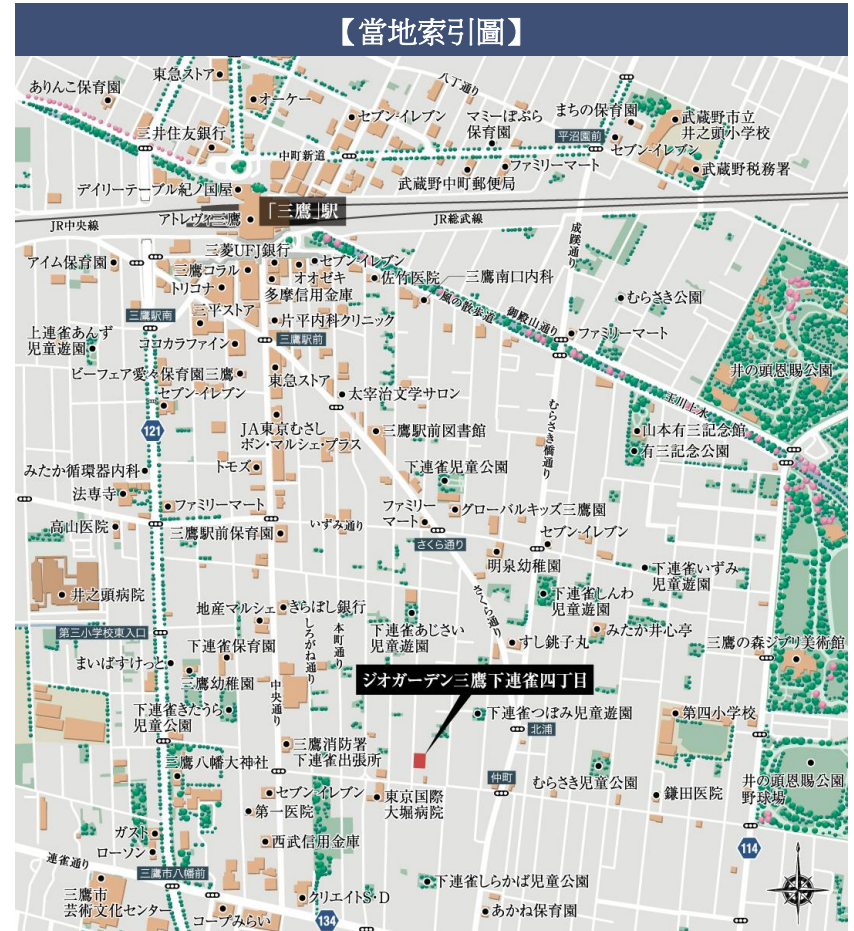 【當地索引圖】
東急ストア
八丁通り
ありんこ保育園
オーケー
セブン-イレブン
マミーぽぷら
保育園
まちの保育園
武蔵野市立
井之頭小学校
三井住友銀行
平沼園前
セブン-イレブン
中町新道
ファミリーマート
武蔵野税務署
武蔵野中町郵便局
デイリーテーブル紀ノ国屋
「三鷹」駅
アトレヴィ三鷹
JR中央線
JR総武線
成蹊通り
三菱UFJ銀行
セブン-イレブン
アイム保育園
三鷹コラル
オオゼキ
佐竹医院
三鷹南口内科
トリコナ
多摩信用金庫
風の散歩道
御殿山通り
むらさき公園
三平ストア
三鷹駅南
片平内科クリニック
ファミリーマート
上連雀あんず
児童遊園
ココカラファイン
三鷹駅前
井の頭恩賜公園
ビーフェア愛々保育園三鷹
東急ストア
玉川上水
セブン-イレブン
太宰治文学サロン
むらさき橋通り
121
JA東京むさし
ボン・マルシェ・プラス
三鷹駅前図書館
山本有三記念館
有三記念公園
みたか循環器内科
トモズ
下連雀児童公園
法専寺
ファミリーマート
ファミリー
マート
グローバルキッズ三鷹園
高山医院
三鷹駅前保育園
いずみ通り
さくら通り
セブン-イレブン
明泉幼稚園
下連雀いずみ
児童遊園
井之頭病院
地産マルシェ
きらぼし銀行
さくら通り
下連雀しんわ
児童遊園
第三小学校東入口
しろがね通り
本町通り
下連雀あじさい
児童遊園
すし銚子丸
みたか井心亭
三鷹の森ジブリ美術館
まいばすけっと
下連雀保育園
三鷹幼稚園
中央通り
ジオガーデン三鷹下連雀四丁目
下連雀きたうら
児童公園
下連雀つぼみ児童遊園
第四小学校
北浦
三鷹消防署
下連雀出張所
三鷹八幡大神社
仲町
むらさき児童公園
井の頭恩賜公園
野球場
セブン-イレブン
東京国際
大堀病院
鎌田医院
第一医院
ガスト
ローソン
西武信用金庫
114
連雀通り
三鷹市八幡前
下連雀しらかば児童公園
三鷹市
芸術文化センター
クリエイトS・D
コープみらい
134
あかね保育園